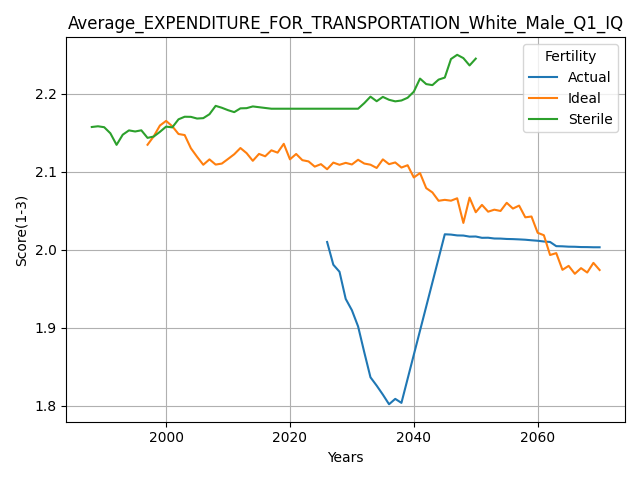 Average_EXPENDITURE_FOR_TRANSPORTATION_White_Male_Q1_IQ
Fertility
Actual
Ideal
Sterile
Score(1-3)
2.2
2.1
2.0
1.9
1.8
2000
2020
2040
2060
Years